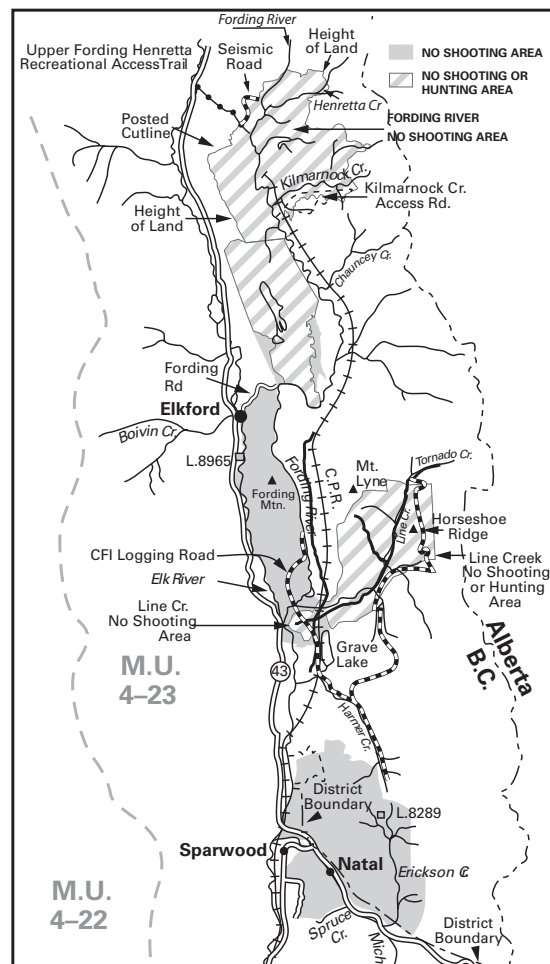 Fording River
Upper Fording Henretta
Recreational AccessTrail
Seismic
Road
Height
of Land
NO SHOOTING AREA
NO SHOOTING OR
HUNTING AREA
Henretta Cr
Posted
Cutline
FORDING RIVER
NO SHOOTING AREA
Kilmarnock Cr.
Kilmarnock Cr.
Access Rd.
Height
of Land
Chauncey Cr.
Fording
Rd
Elkford
Boivin Cr.
L.8965
Fording
Mtn.
Fording River
C.P.R.
Mt.
Lyne
Tornado Cr.
Line Cr.
Horseshoe
Ridge
CFI Logging Road
Elk River
Line Creek
No Shooting
or Hunting
Area
Line Cr.
No Shooting
Area
Grave
Lake
Alberta
B.C.
M.U.
4–23
43
Harmer Cr.
District
Boundary
L.8289
Sparwood
Natal
Erickson C.
M.U.
4–22
Spruce
Cr.
Mich
District
Boundary